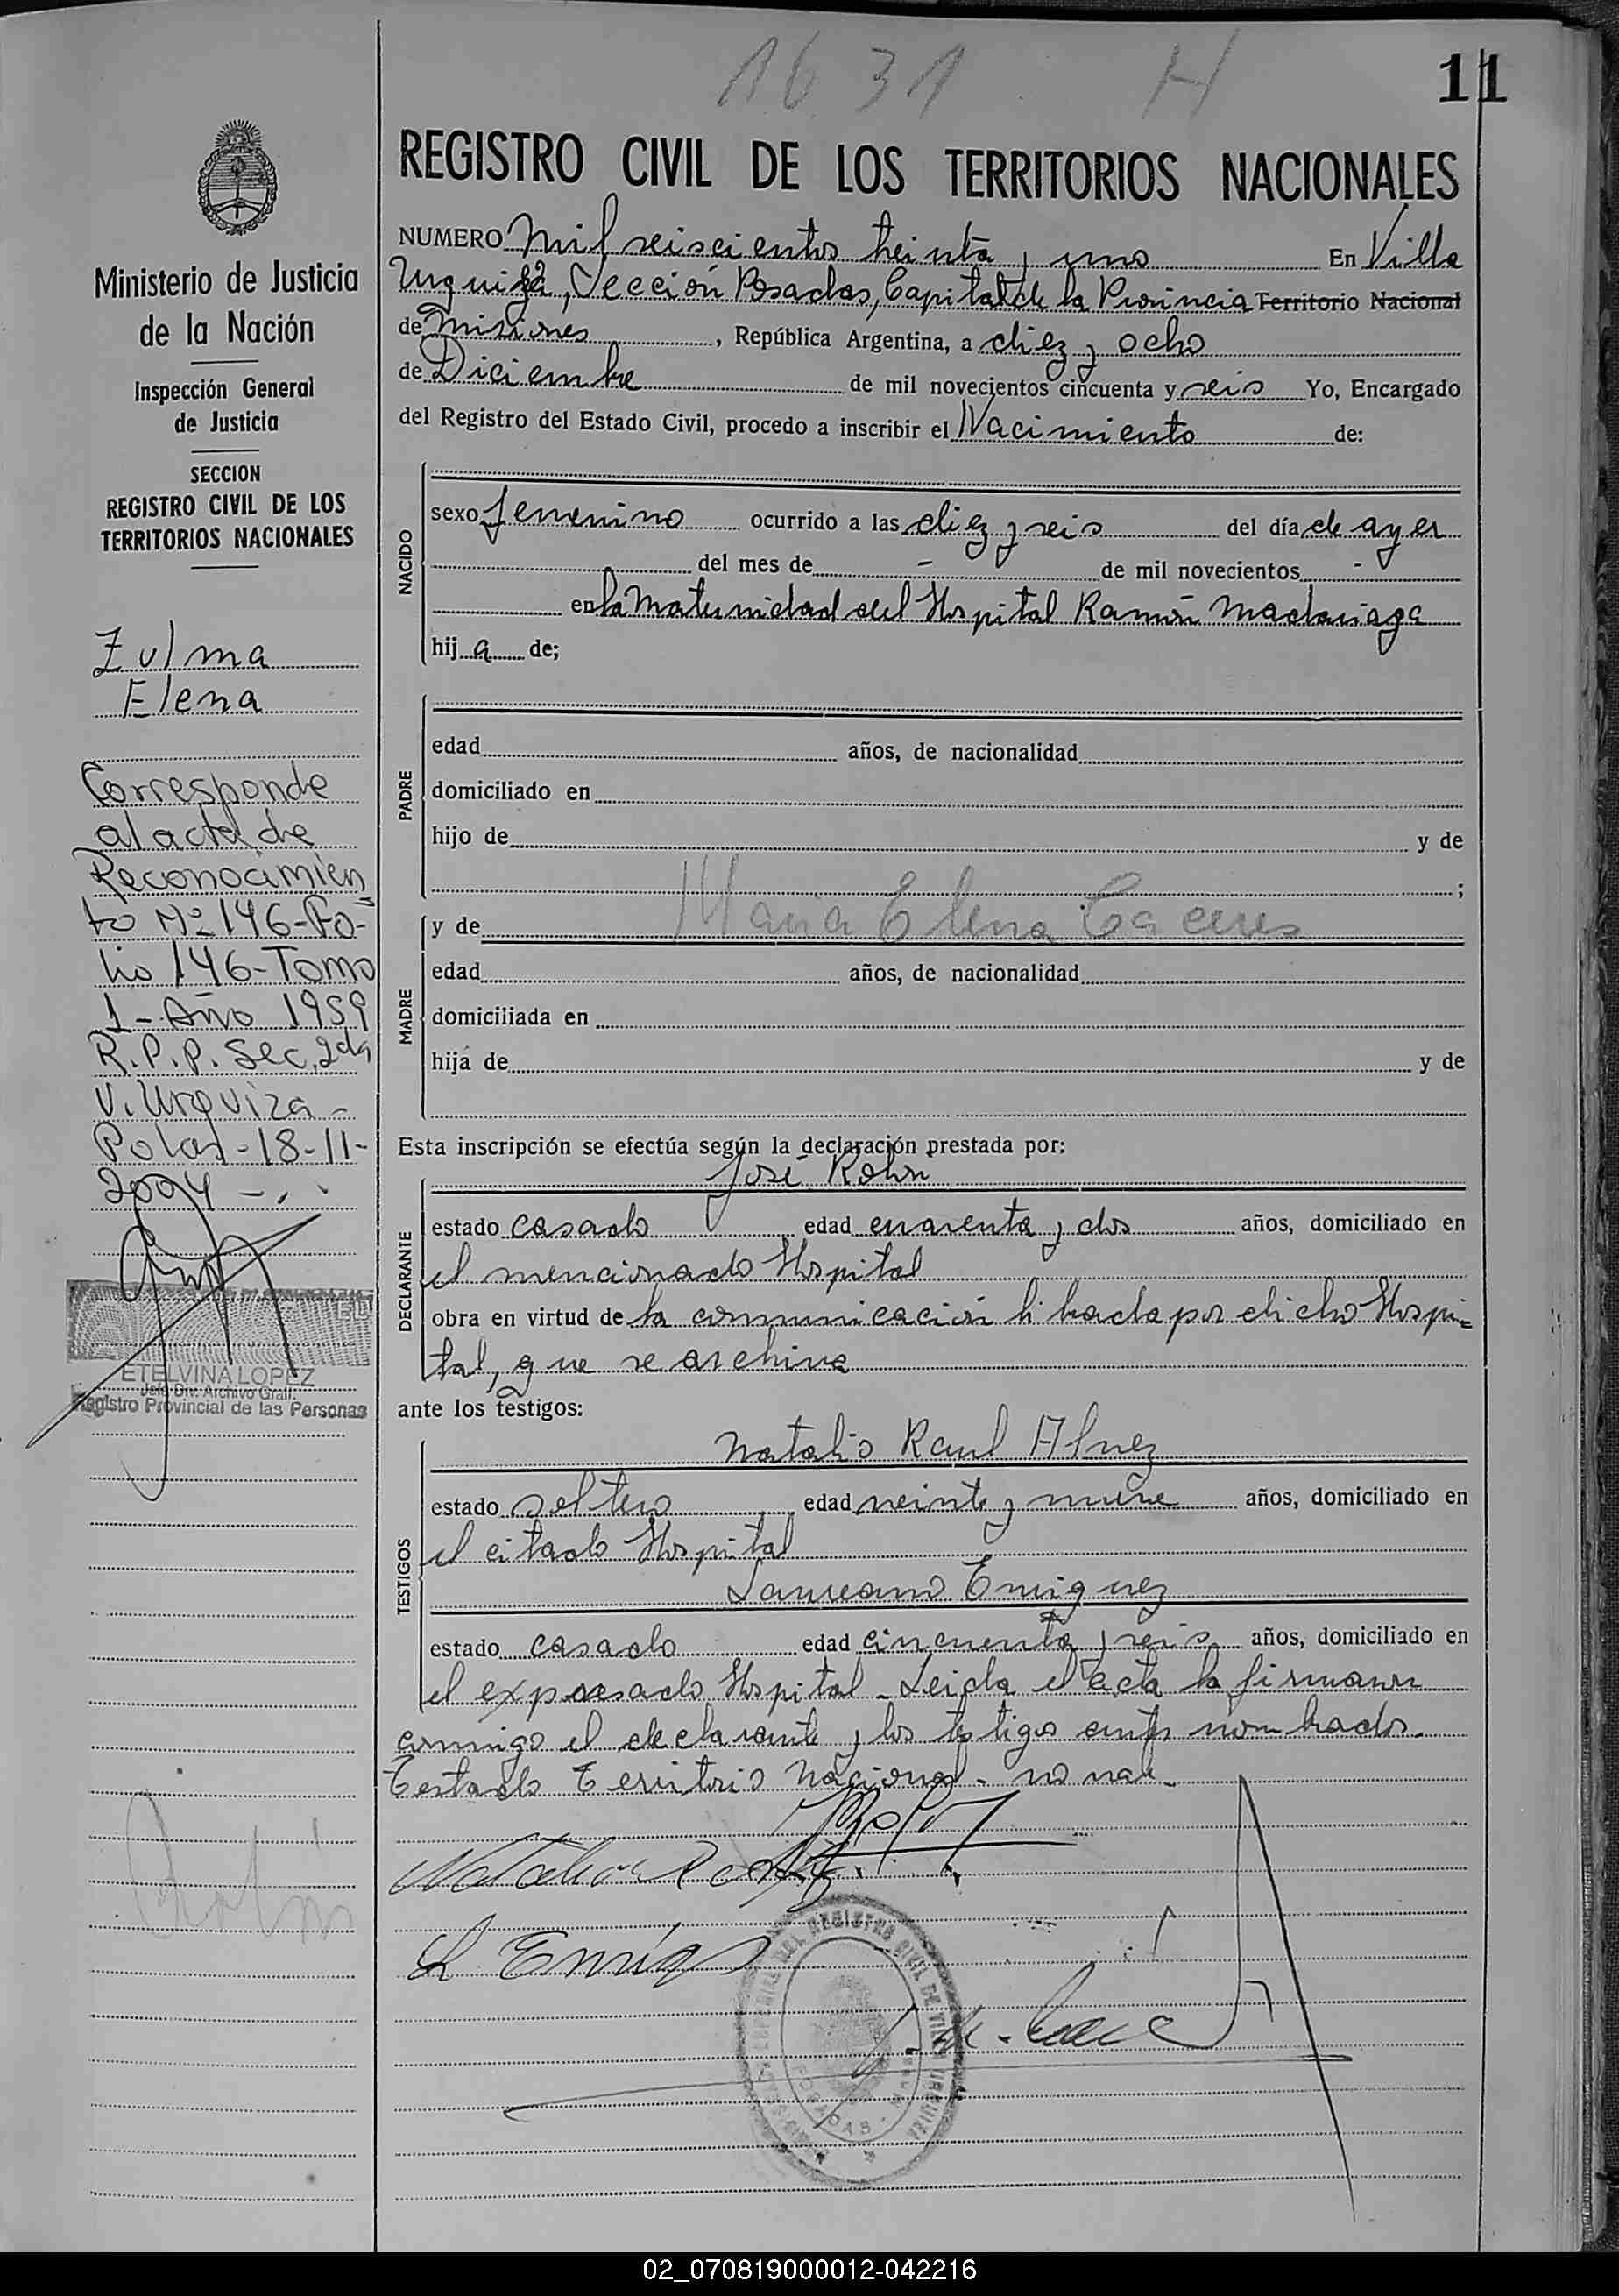 1631 H
11
REGISTRO CIVIL DE LOS TERRITORIOS NACIONALES
NUMERO Mil seiscientos treinta y uno En Villa
Urquiza, Sección Posadas, Capital de la Provincia Territorio Nacional
de Misiones, República Argentina, a diez y ocho
de Diciembre de mil novecientos cincuenta y seis Yo, Encargado
del Registro del Estado Civil, procedo a inscribir el Nacimiento de:
NACIDO
sexo femenino ocurrido a las diez y seis del día de ayer
del mes de - de mil novecientos -
en la Maternidad del Hospital Ramón Madariaga
hij a de;
PADRE
edad años, de nacionalidad
domiciliado en
hijo de y de
;
MADRE
y de Maria Elena Caceres
edad años, de nacionalidad
domiciliada en
hija de y de
Esta inscripción se efectúa según la declaración prestada por:
José Rohn
DECLARANTE
estado casado edad cuarenta y dos años, domiciliado en
el mencionado Hospital
obra en virtud de la comunicación librada por dicho Hospi-
tal, que se archiva
ante los testigos:
Natalio Raul
TESTIGOS
estado soltero edad veinte y nueve años, domiciliado en
el citado Hospital
Laureano Enriquez
estado casado edad cincuenta y seis años, domiciliado en
el expresado Hospital - Leida el acta la firmaron
conmigo el declarante y los testigos antes nombrados.
Testado Territorio Nacional - no vale -
L Enriq
Ministerio de Justicia
de la Nación
Inspección General
de Justicia
SECCION
REGISTRO CIVIL DE LOS
TERRITORIOS NACIONALES
Zulma
Elena
Corresponde
al acta de
Reconocimien
to Nº 146-Fo-
lio 146-Tomo
1-Año 1959
R.P.P. Sec. 2da
V. Urquiza -
Posas - 18-11-
2004 -.
ETELVINA LOPEZ
Jefe Div. Archivo Gral.
Registro Provincial de las Personas
02_070819000012-042216